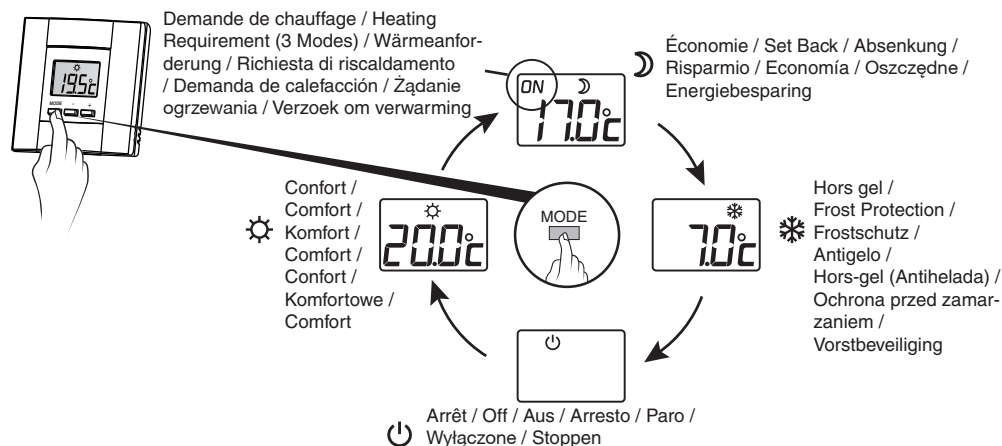 19.5°c
MODE - +
Demande de chauffage / Heating
Requirement (3 Modes) / Wärmeanfor-
derung / Richiesta di riscaldamento
/ Demanda de calefacción / Żądanie
ogrzewania / Verzoek om verwarming
ON
17.0°c
Économie / Set Back / Absenkung /
Risparmio / Economía / Oszczędne /
Energiebesparing
Confort /
Comfort /
Komfort /
Comfort /
Confort /
Komfortowe /
Comfort
20.0°c
MODE
7.0°c
Hors gel /
Frost Protection /
Frostschutz /
Antigelo /
Hors-gel (Antihelada) /
Ochrona przed zamar-
zaniem /
Vorstbeveiliging
Arrêt / Off / Aus / Arresto / Paro /
Wyłączone / Stoppen